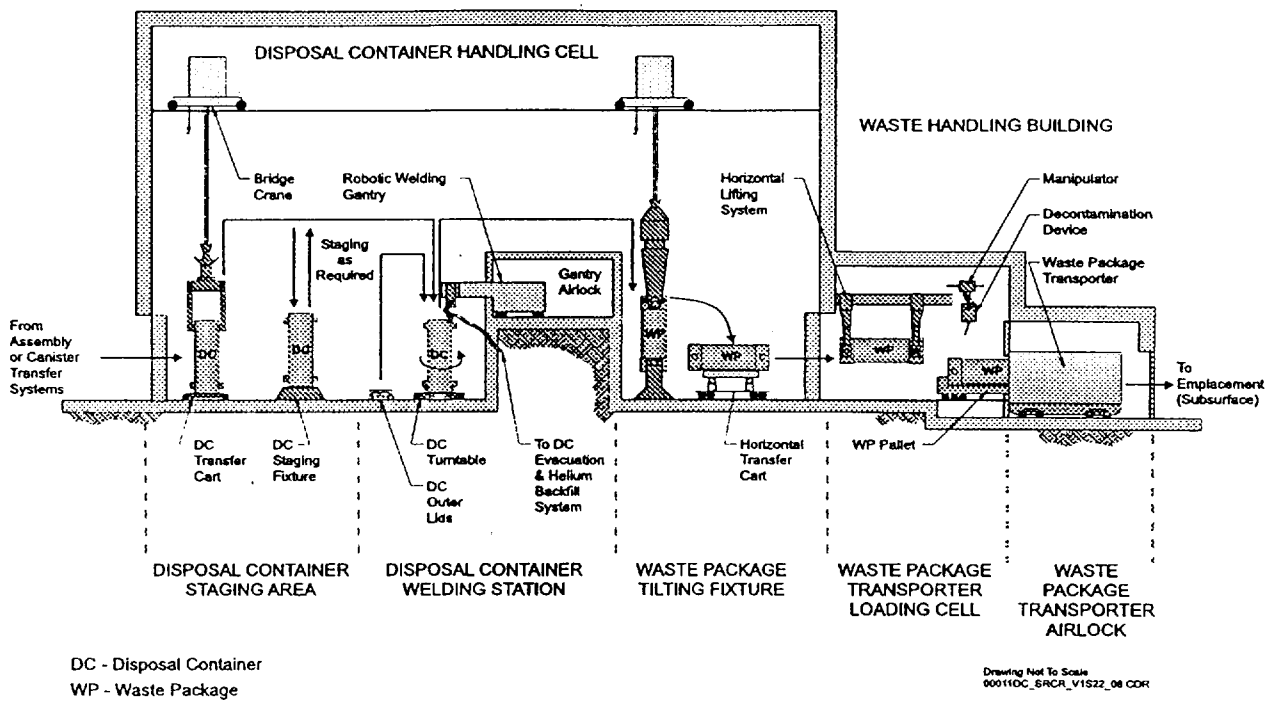 DISPOSAL CONTAINER HANDLING CELL
WASTE HANDLING BUILDING
Bridge
Crane
Robotic Welding
Gantry
Horizontal
Lifting
System
Manipulator
Decontamination
Device
Waste Package
Transporter
Staging
as
Required
Gantry
Airlock
From
Assembly
or Canister
Transfer
Systems
DC
DC
DC
WP
WP
WP
WP
To
Emplacement
(Subsurface)
DC
Transfer
Cart
DC
Staging
Fixture
DC
Turntable
DC
Outer
Lids
To DC
Evacuation
& Helium
Backfill
System
Horizontal
Transfer
Cart
WP Pallet
DISPOSAL CONTAINER
STAGING AREA
DISPOSAL CONTAINER
WELDING STATION
WASTE PACKAGE
TILTING FIXTURE
WASTE PACKAGE
TRANSPORTER
LOADING CELL
WASTE
PACKAGE
TRANSPORTER
AIRLOCK
DC - Disposal Container
WP - Waste Package
Drawing Not To Scale
00011DC_SRCR_V1S22_06 CDR